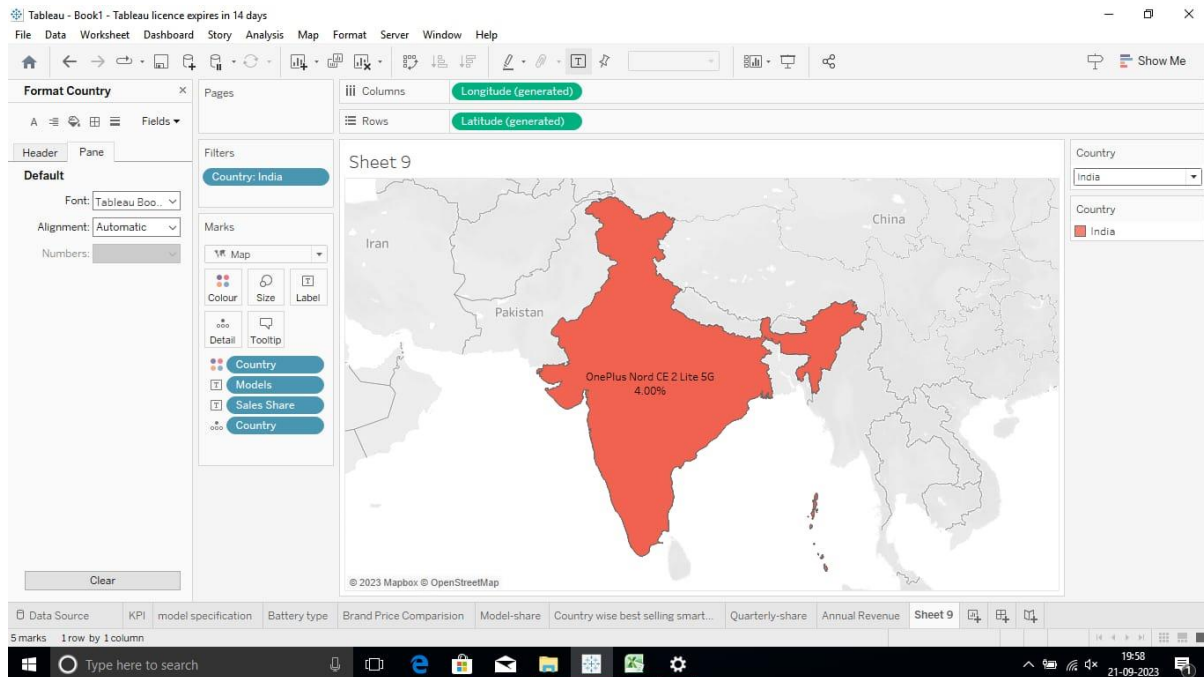 Tableau - Book1 - Tableau licence expires in 14 days
File Data Worksheet Dashboard Story Analysis Map Format Server Window Help
Show Me
Format Country
Fields
Header Pane
Default
Font: Tableau Boo..
Alignment: Automatic
Numbers:
Clear
Pages
Filters
Country: India
Marks
Map
Colour Size Label
Detail Tooltip
Country
Models
Sales Share
Country
Columns Longitude (generated)
Rows Latitude (generated)
Sheet 9
Iran
Pakistan
China
OnePlus Nord CE 2 Lite 5G
4.00%
© 2023 Mapbox © OpenStreetMap
Country
India
Country
India
Data Source KPI model specification Battery type Brand Price Comparision Model-share Country wise best selling smart... Quarterly-share Annual Revenue Sheet 9
5 marks 1 row by 1 column
Type here to search
19:58
21-09-2023
1